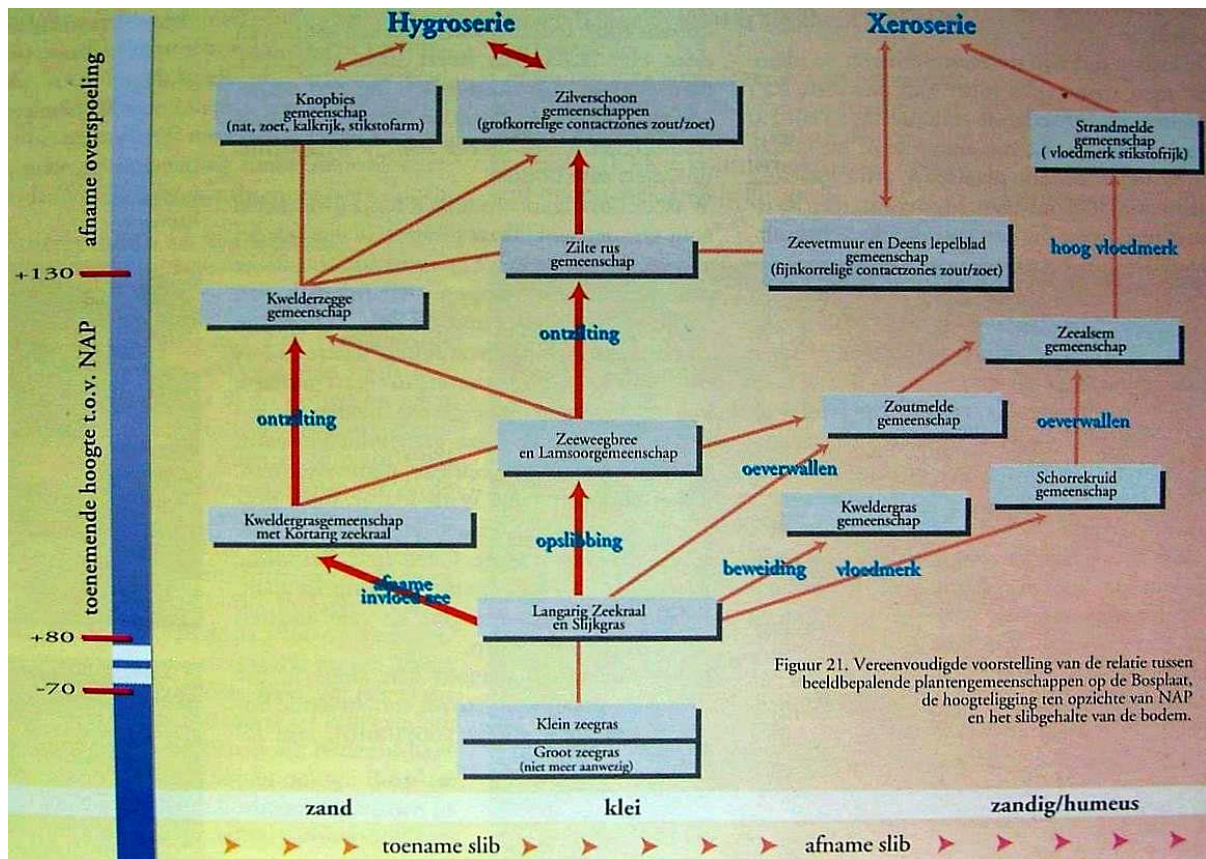 Hygroserie
Xeroserie
afname overspoeling
toenemende hoogte t.o.v. NAP
+130
+80
-70
Knopbies
gemeenschap
(nat, zoet, kalkrijk, stikstofarm)
Zilverschoon
gemeenschappen
(grofkorrelige contactzones zout/zoet)
Strandmelde
gemeenschap
( vloedmerk stikstofrijk)
Zilte rus
gemeenschap
Zeevetmuur en Deens lepelblad
gemeenschap
(fijnkorrelige contactzones zout/zoet)
hoog vloedmerk
Kwelderzegge
gemeenschap
ontzilting
Zeealsem
gemeenschap
ontzilting
Zoutmelde
gemeenschap
oeverwallen
Zeeweegbree
en Lamsoorgemeenschap
oeverwallen
Schorrekruid
gemeenschap
Kweldergrasgemeenschap
met Kortarig zeekraal
Kweldergras
gemeenschap
opslibbing
beweiding
vloedmerk
afname
invloed zee
Langarig Zeekraal
en Slijkgras
Figuur 21. Vereenvoudigde voorstelling van de relatie tussen
beeldbepalende plantengemeenschappen op de Bosplaat,
de hoogteligging ten opzichte van NAP
en het slibgehalte van de bodem.
Klein zeegras
Groot zeegras
(niet meer aanwezig)
zand
klei
zandig/humeus
toename slib
afname slib